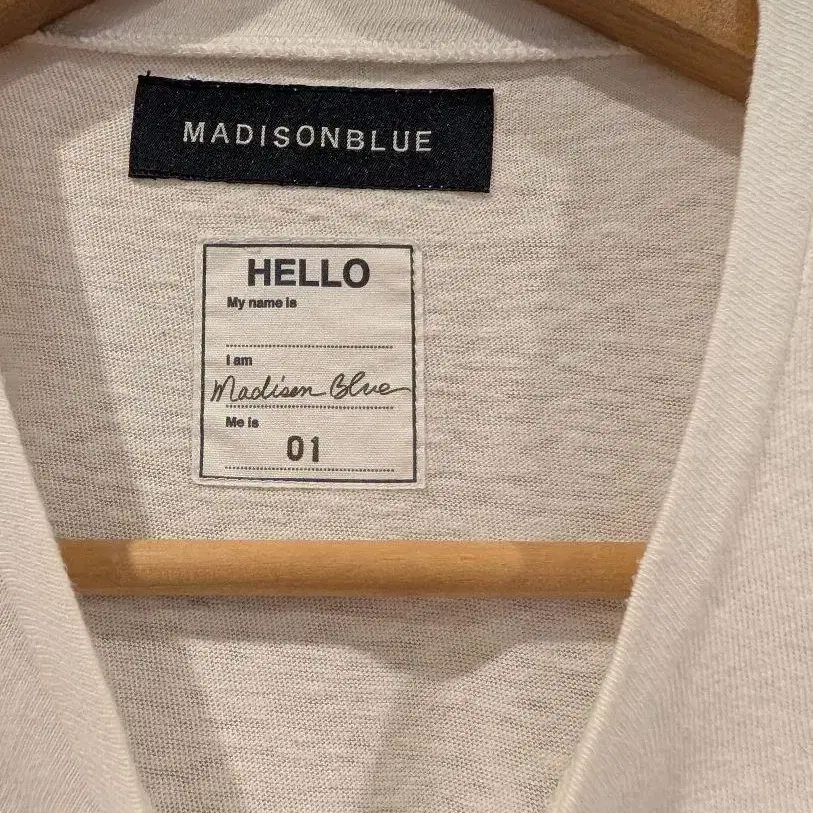 MADISONBLUE
HELLO
My name is
I am
Madison Blue
Me is
01